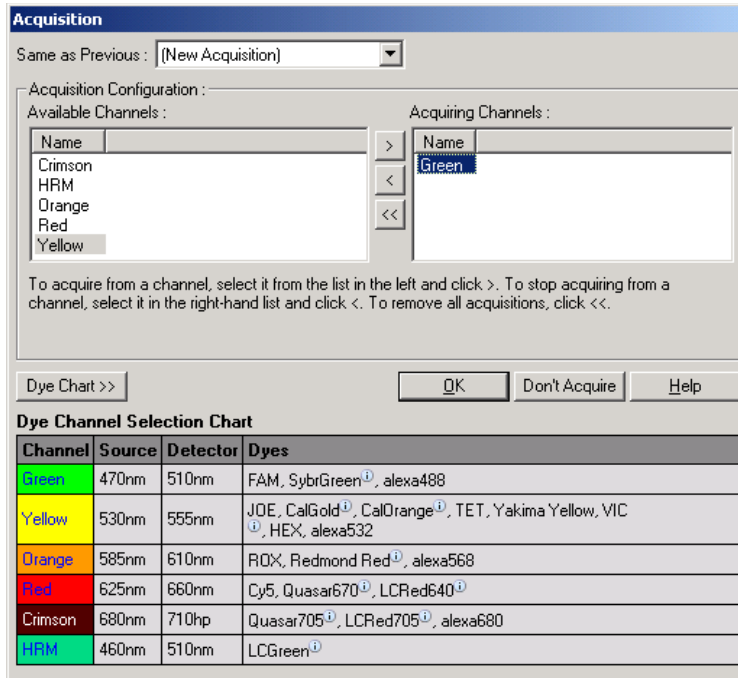 Acquisition
Same as Previous : (New Acquisition)
Acquisition Configuration :
Available Channels :
Name
Crimson
HRM
Orange
Red
Yellow
>
<
<<
Acquiring Channels :
Name
Green
To acquire from a channel, select it from the list in the left and click >. To stop acquiring from a
channel, select it in the right-hand list and click <. To remove all acquisitions, click <<.
Dye Chart >> OK Don't Acquire Help
Dye Channel Selection Chart
Channel Source Detector Dyes
Green 470nm 510nm FAM, SybrGreen i, alexa488
Yellow 530nm 555nm JOE, CalGold i, CalOrange i, TET, Yakima Yellow, VIC
i, HEX, alexa532
Orange 585nm 610nm ROX, Redmond Red i, alexa568
Red 625nm 660nm Cy5, Quasar670 i, LCRed640 i
Crimson 680nm 710hp Quasar705 i, LCRed705 i, alexa680
HRM 460nm 510nm LCGreen i